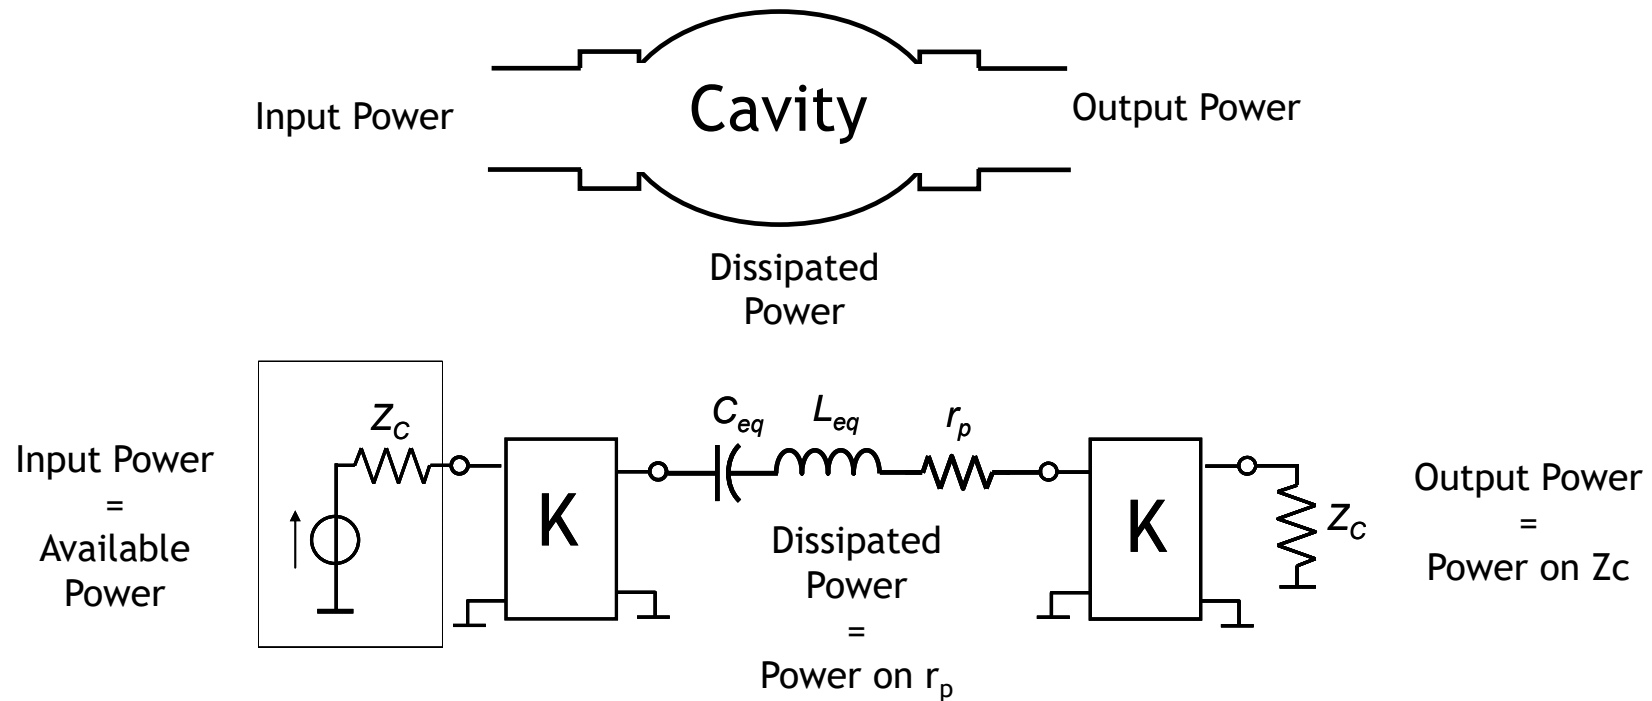 Cavity
Input Power
Output Power
Dissipated
Power
Z_C
C_eq
L_eq
r_p
Input Power
=
Available
Power
K
Dissipated
Power
=
Power on r_p
K
Z_C
Output Power
=
Power on Zc